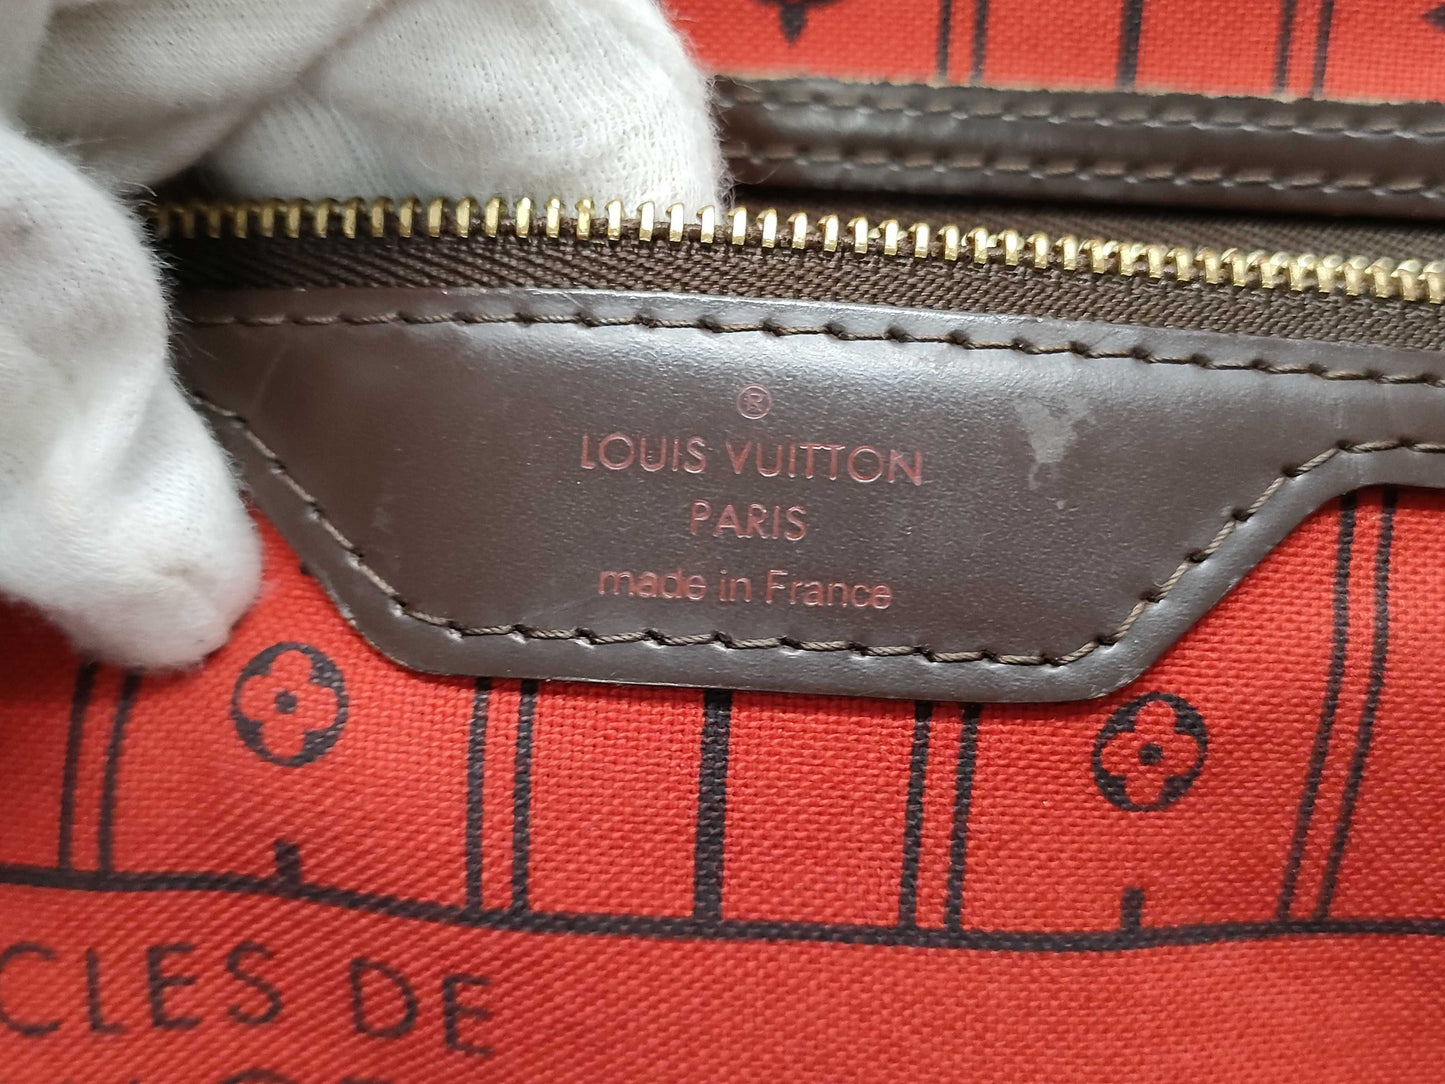 ®
LOUIS VUITTON
PARIS
made in France
CLES DE